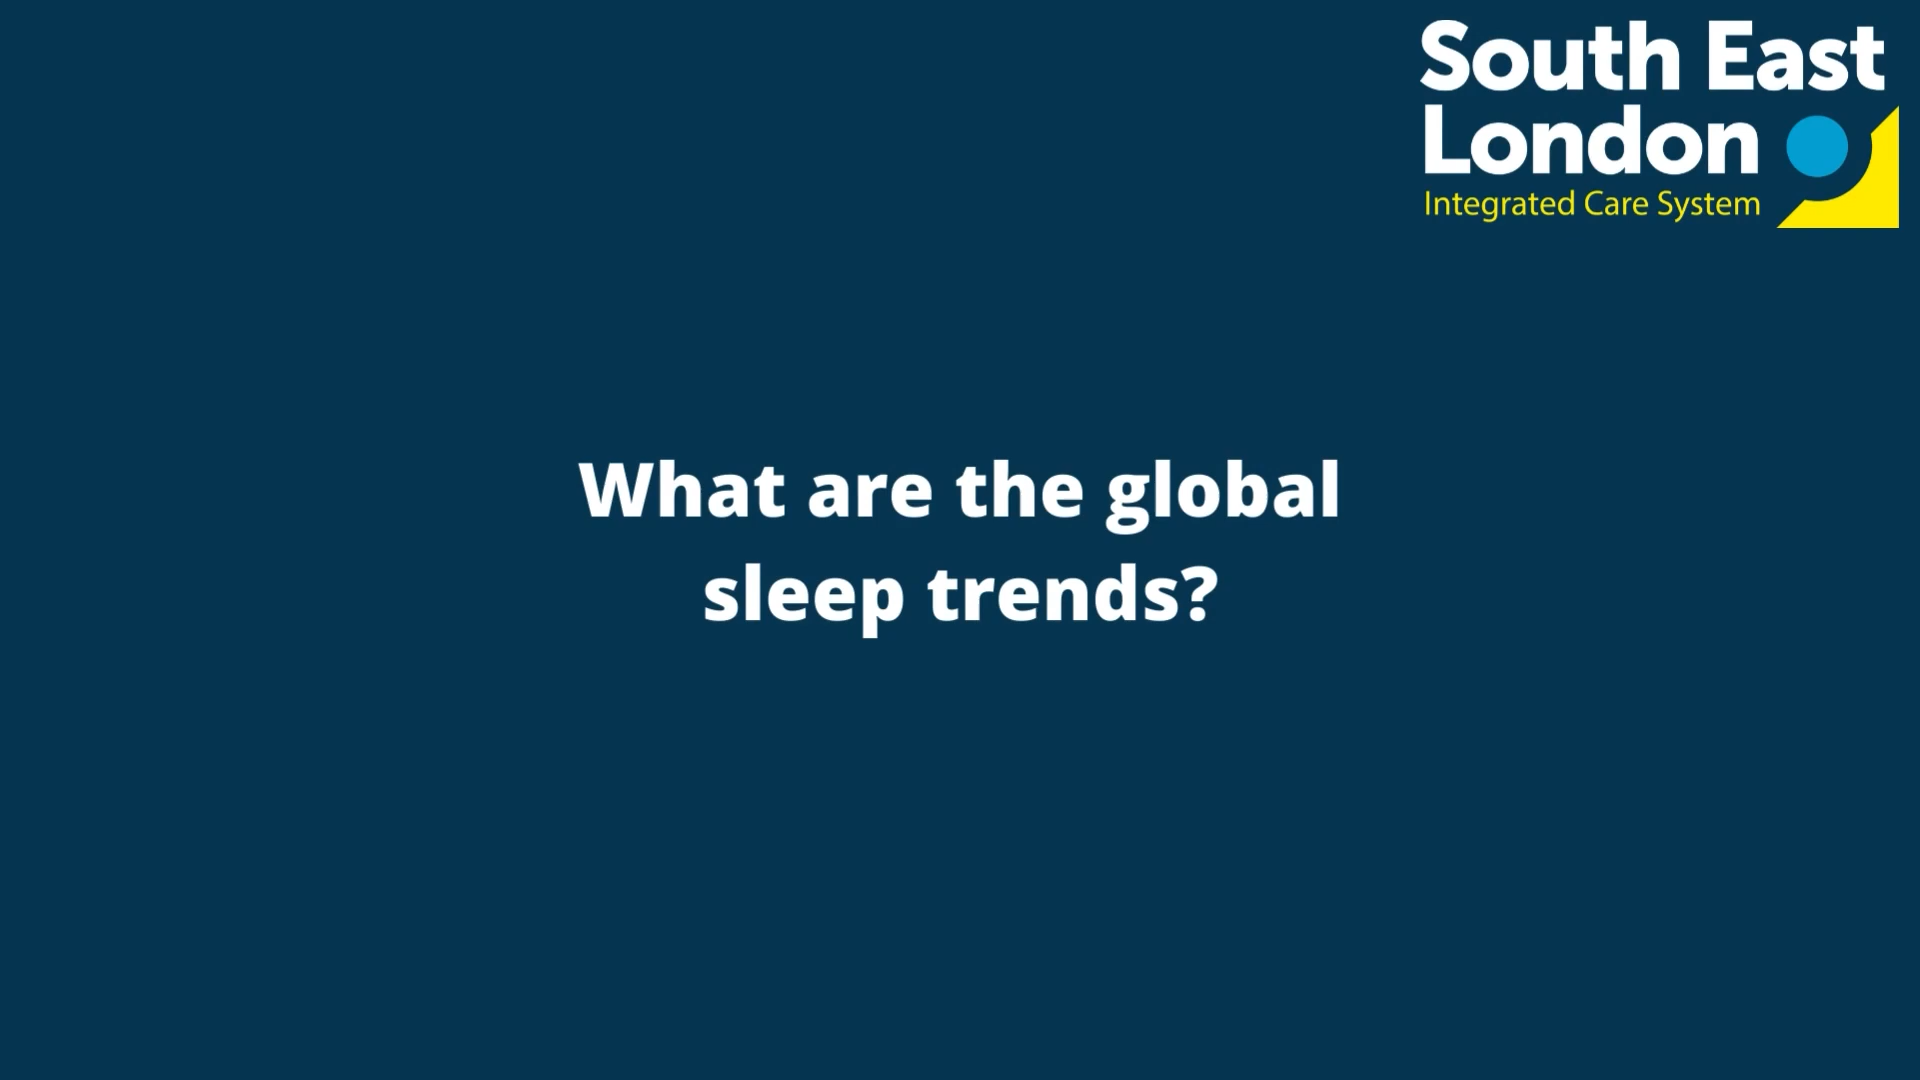 South East
London
Integrated Care System
What are the global
sleep trends?